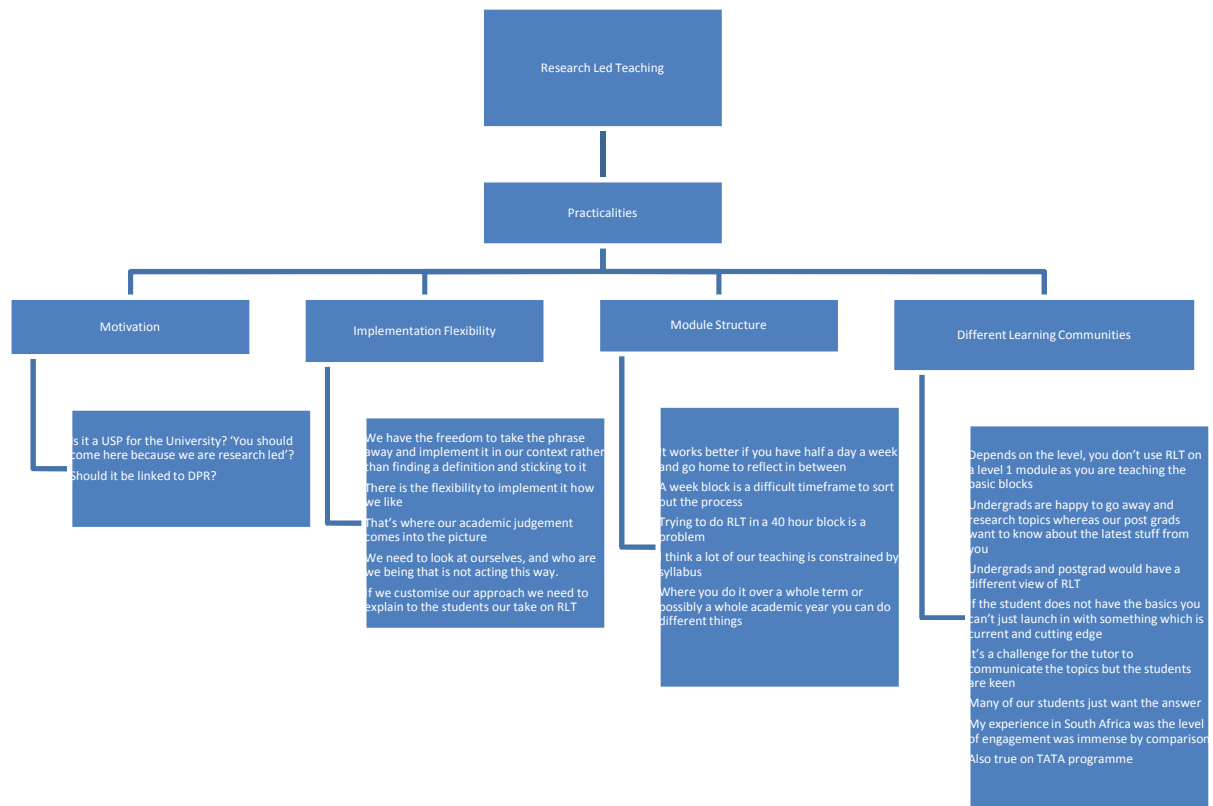 Research Led Teaching
Practicalities
Motivation
Is it a USP for the University? ‘You should
come here because we are research led’?
Should it be linked to DPR?
Implementation Flexibility
We have the freedom to take the phrase
away and implement it in our context rather
than finding a definition and sticking to it
There is the flexibility to implement it how
we like
That’s where our academic judgement
comes into the picture
We need to look at ourselves, and who are
we being that is not acting this way.
If we customise our approach we need to
explain to the students our take on RLT
Module Structure
It works better if you have half a day a week
and go home to reflect in between
A week block is a difficult timeframe to sort
out the process
Trying to do RLT in a 40 hour block is a
problem
I think a lot of our teaching is constrained by
syllabus
Where you do it over a whole term or
possibly a whole academic year you can do
different things
Different Learning Communities
Depends on the level, you don’t use RLT on
a level 1 module as you are teaching the
basic blocks
Undergrads are happy to go away and
research topics whereas our post grads
want to know about the latest stuff from
you
Undergrads and postgrad would have a
different view of RLT
If the student does not have the basics you
can’t just launch in with something which is
current and cutting edge
It’s a challenge for the tutor to
communicate the topics but the students
are keen
Many of our students just want the answer
My experience in South Africa was the level
of engagement was immense by comparison
Also true on TATA programme